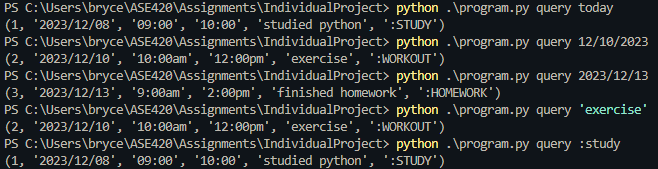 PS C:\Users\bryce\ASE420\Assignments\IndividualProject> python .\program.py query today
(1, '2023/12/08', '09:00', '10:00', 'studied python', ':STUDY')
PS C:\Users\bryce\ASE420\Assignments\IndividualProject> python .\program.py query 12/10/2023
(2, '2023/12/10', '10:00am', '12:00pm', 'exercise', ':WORKOUT')
PS C:\Users\bryce\ASE420\Assignments\IndividualProject> python .\program.py query 2023/12/13
(3, '2023/12/13', '9:00am', '2:00pm', 'finished homework', ':HOMEWORK')
PS C:\Users\bryce\ASE420\Assignments\IndividualProject> python .\program.py query 'exercise'
(2, '2023/12/10', '10:00am', '12:00pm', 'exercise', ':WORKOUT')
PS C:\Users\bryce\ASE420\Assignments\IndividualProject> python .\program.py query :study
(1, '2023/12/08', '09:00', '10:00', 'studied python', ':STUDY')